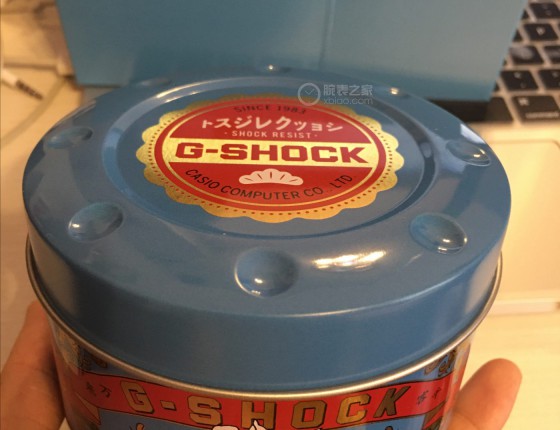 腕表之家
xbiao.com
SINCE 1983
トスジレクッョシ
· SHOCK RESIST ·
G-SHOCK
CASIO COMPUTER CO., LTD.
G-SHOCK